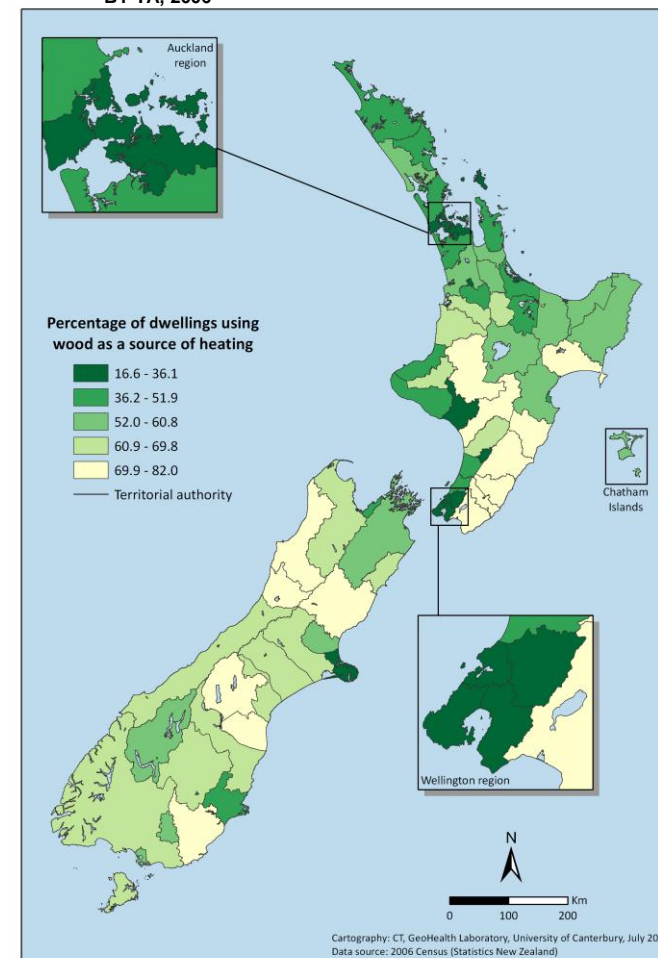 BY TA, 2006
Auckland
region
Percentage of dwellings using
wood as a source of heating
16.6 - 36.1
36.2 - 51.9
52.0 - 60.8
60.9 - 69.8
69.9 - 82.0
Territorial authority
Chatham
Islands
Wellington region
N
Km
0 100 200
Cartography: CT, GeoHealth Laboratory, University of Canterbury, July 20
Data source: 2006 Census (Statistics New Zealand)